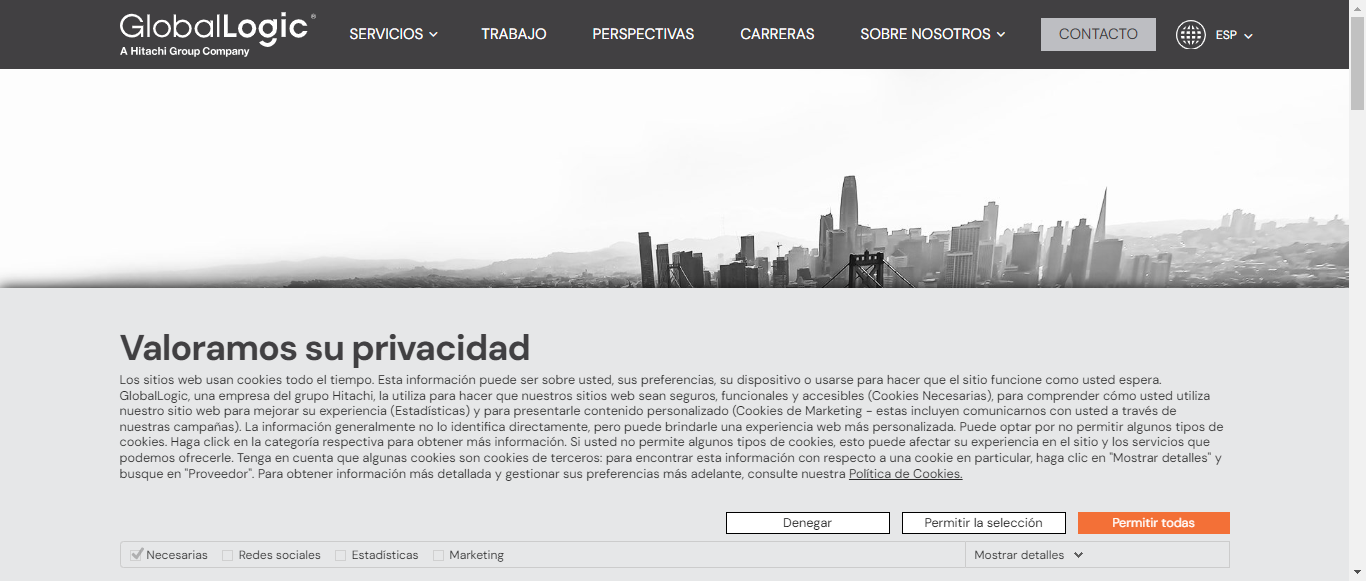 GlobalLogic®
A Hitachi Group Company
SERVICIOS
TRABAJO
PERSPECTIVAS
CARRERAS
SOBRE NOSOTROS
CONTACTO
ESP
Valoramos su privacidad
Los sitios web usan cookies todo el tiempo. Esta información puede ser sobre usted, sus preferencias, su dispositivo o usarse para hacer que el sitio funcione como usted espera.
GlobalLogic, una empresa del grupo Hitachi, la utiliza para hacer que nuestros sitios web sean seguros, funcionales y accesibles (Cookies Necesarias), para comprender cómo usted utiliza
nuestro sitio web para mejorar su experiencia (Estadísticas) y para presentarle contenido personalizado (Cookies de Marketing - estas incluyen comunicarnos con usted a través de
nuestras campañas). La información generalmente no lo identifica directamente, pero puede brindarle una experiencia web más personalizada. Puede optar por no permitir algunos tipos de
cookies. Haga click en la categoría respectiva para obtener más información. Si usted no permite algunos tipos de cookies, esto puede afectar su experiencia en el sitio y los servicios que
podemos ofrecerle. Tenga en cuenta que algunas cookies son cookies de terceros: para encontrar esta información con respecto a una cookie en particular, haga clic en "Mostrar detalles" y
busque en "Proveedor". Para obtener información más detallada y gestionar sus preferencias más adelante, consulte nuestra Política de Cookies.
Denegar
Permitir la selección
Permitir todas
Necesarias
Redes sociales
Estadísticas
Marketing
Mostrar detalles